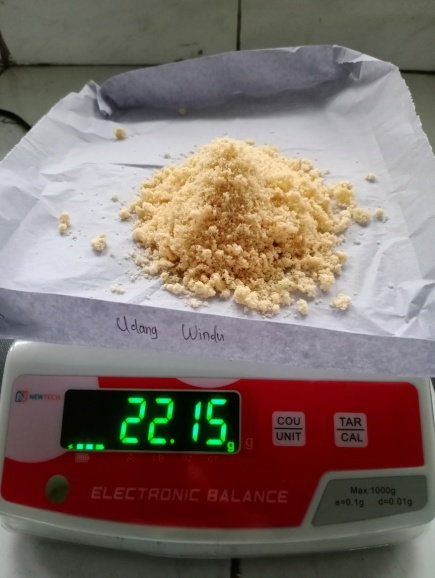 Udang Windu
NEWTECH
22.15 g
g
COU
UNIT
TAR
CAL
ELECTRONIC BALANCE
Max:1000g
e=0.1g d=0.01g